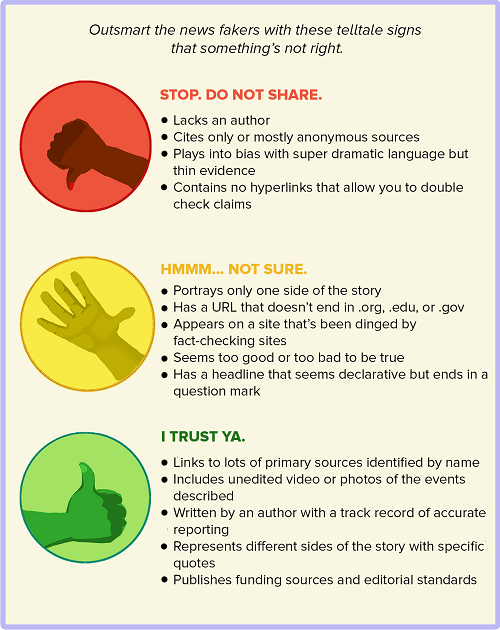 Outsmart the news fakers with these telltale signs
that something's not right.
STOP. DO NOT SHARE.
• Lacks an author
• Cites only or mostly anonymous sources
• Plays into bias with super dramatic language but
thin evidence
• Contains no hyperlinks that allow you to double
check claims
HMMM... NOT SURE.
• Portrays only one side of the story
• Has a URL that doesn't end in .org, .edu, or .gov
• Appears on a site that's been dinged by
fact-checking sites
• Seems too good or too bad to be true
• Has a headline that seems declarative but ends in a
question mark
I TRUST YA.
• Links to lots of primary sources identified by name
• Includes unedited video or photos of the events
described
• Written by an author with a track record of accurate
reporting
• Represents different sides of the story with specific
quotes
• Publishes funding sources and editorial standards